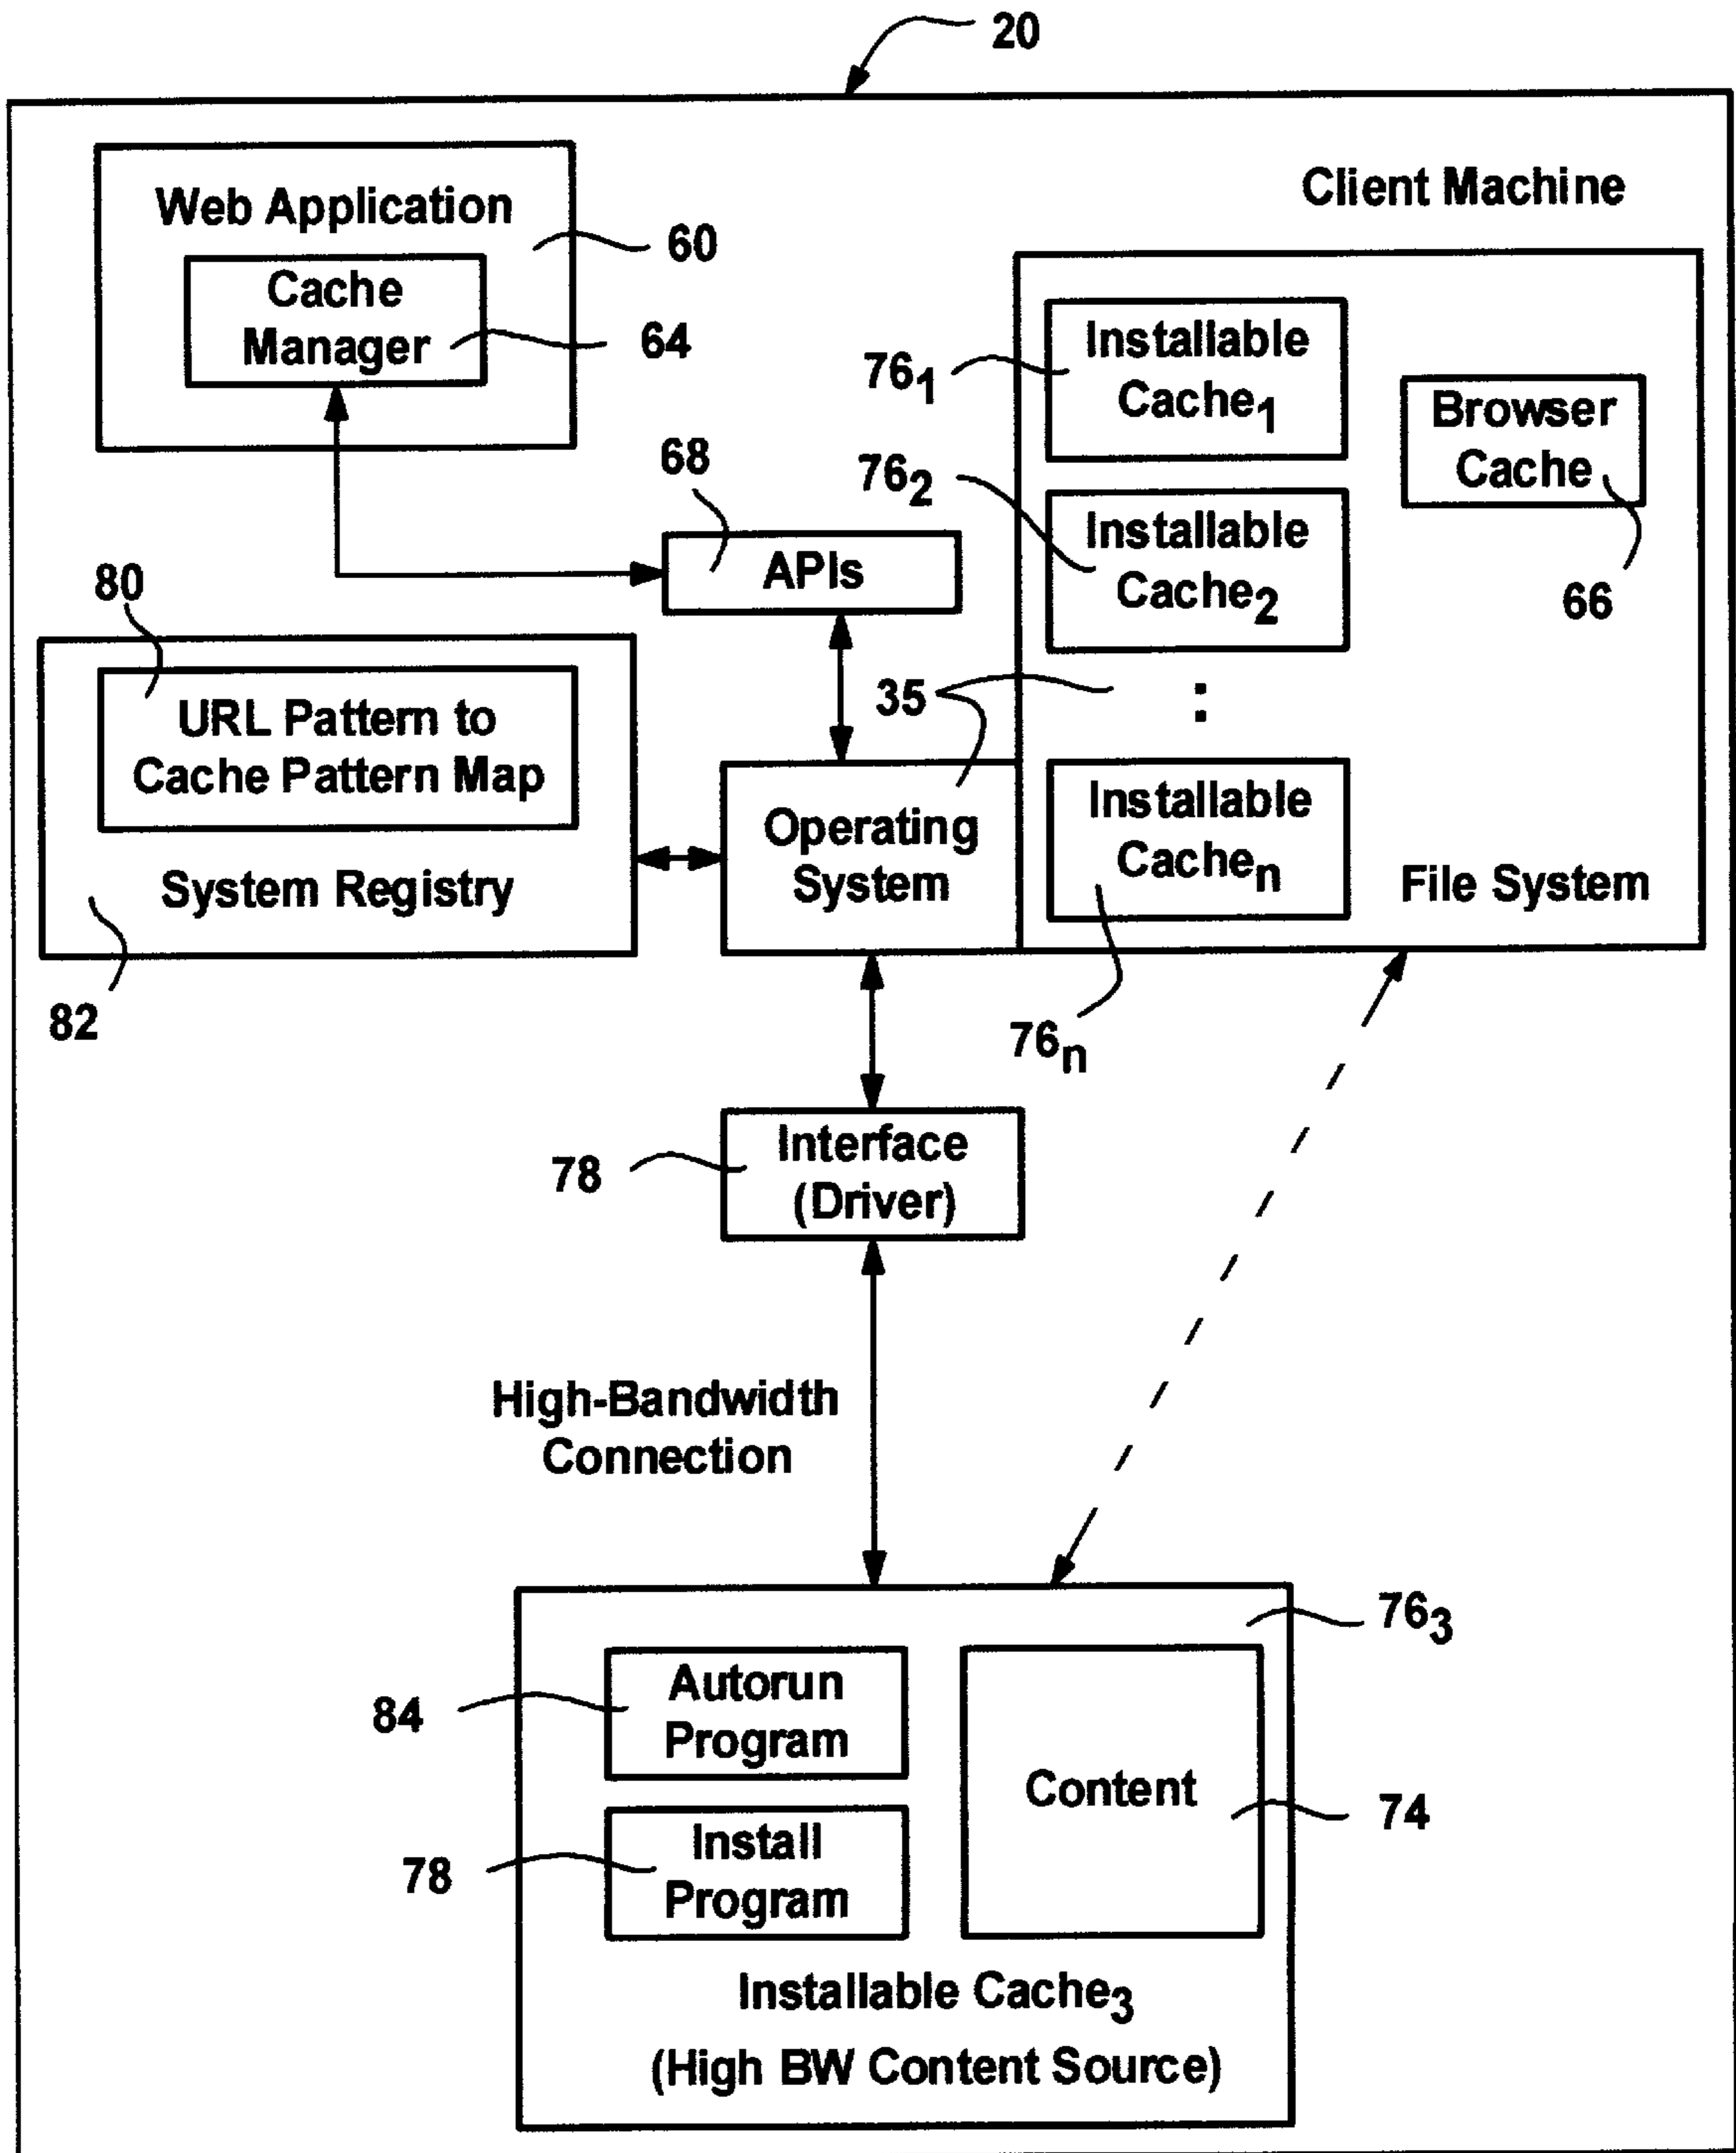 20
Client Machine
Web Application
60
Cache
Manager
64
Installable
Cache1
761
Browser
Cache
66
762
Installable
Cache2
68
APIs
80
URL Pattern to
Cache Pattern Map
System Registry
82
35
:
Operating
System
Installable
Cachen
File System
76n
78
Interface
(Driver)
High-Bandwidth
Connection
763
84
Autorun
Program
Content
74
78
Install
Program
Installable Cache3
(High BW Content Source)